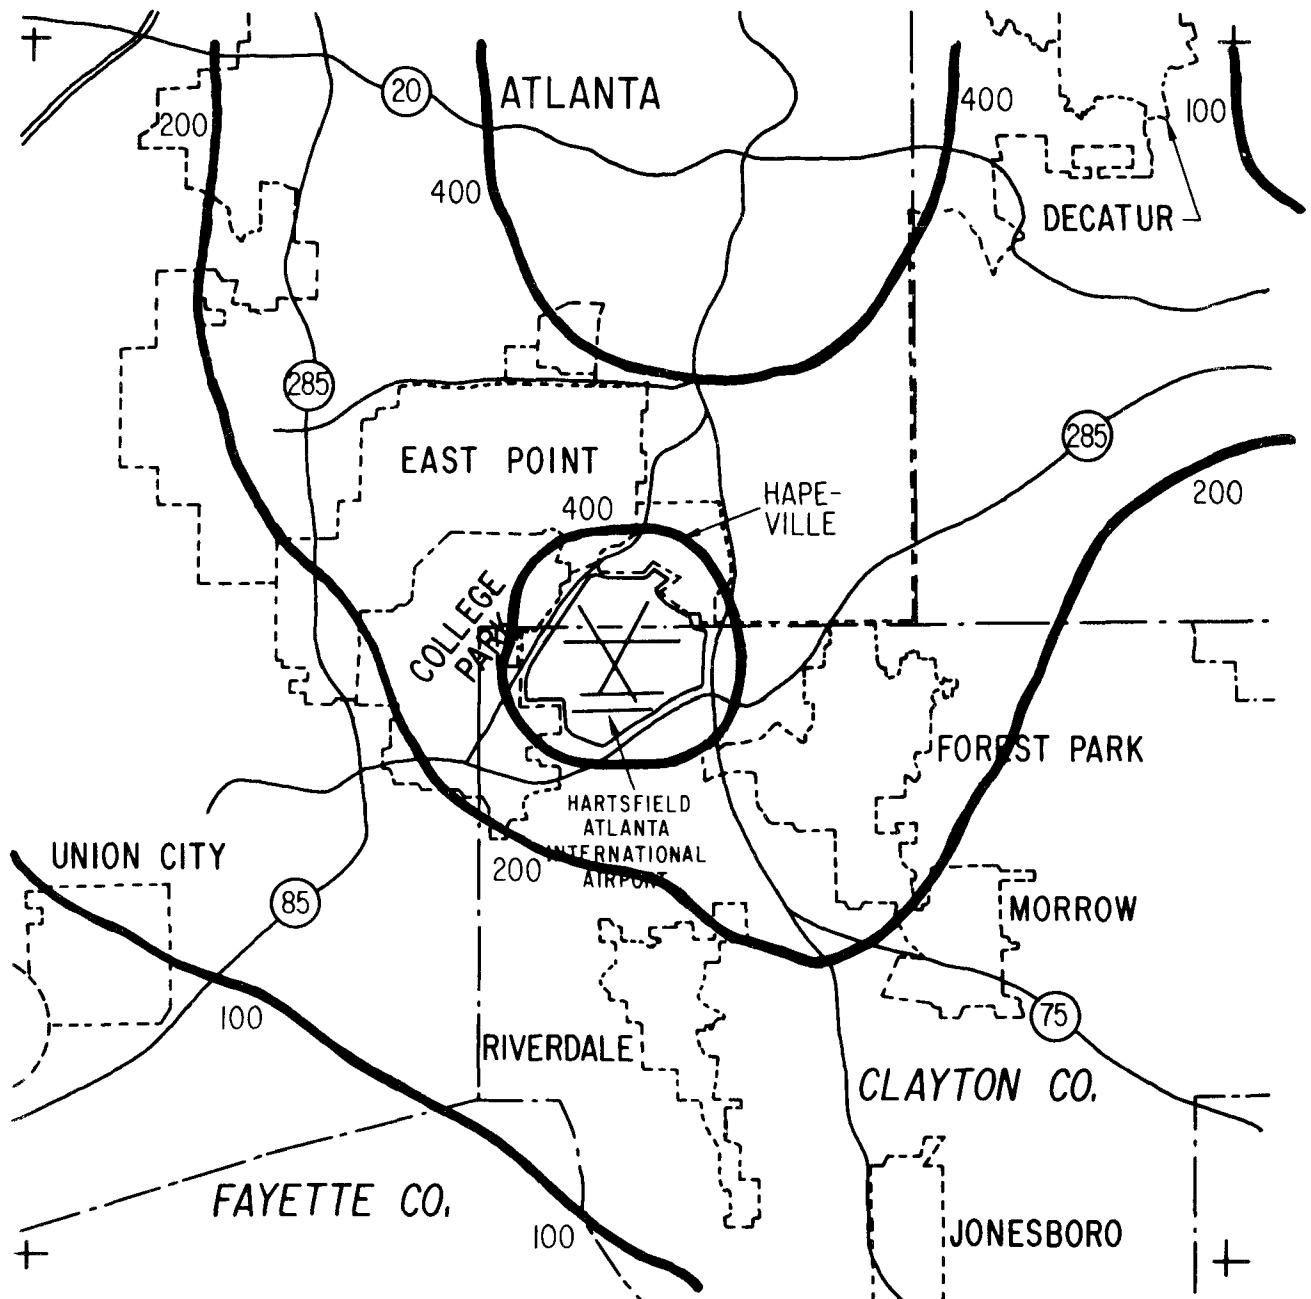 20
ATLANTA
400
100
200
400
DECATUR
285
285
EAST POINT
200
HAPE-
VILLE
400
COLLEGE
PARK
FOREST PARK
HARTSFIELD
ATLANTA
INTERNATIONAL
AIRPORT
UNION CITY
200
85
MORROW
100
75
RIVERDALE
CLAYTON CO.
FAYETTE CO.
100
JONESBORO